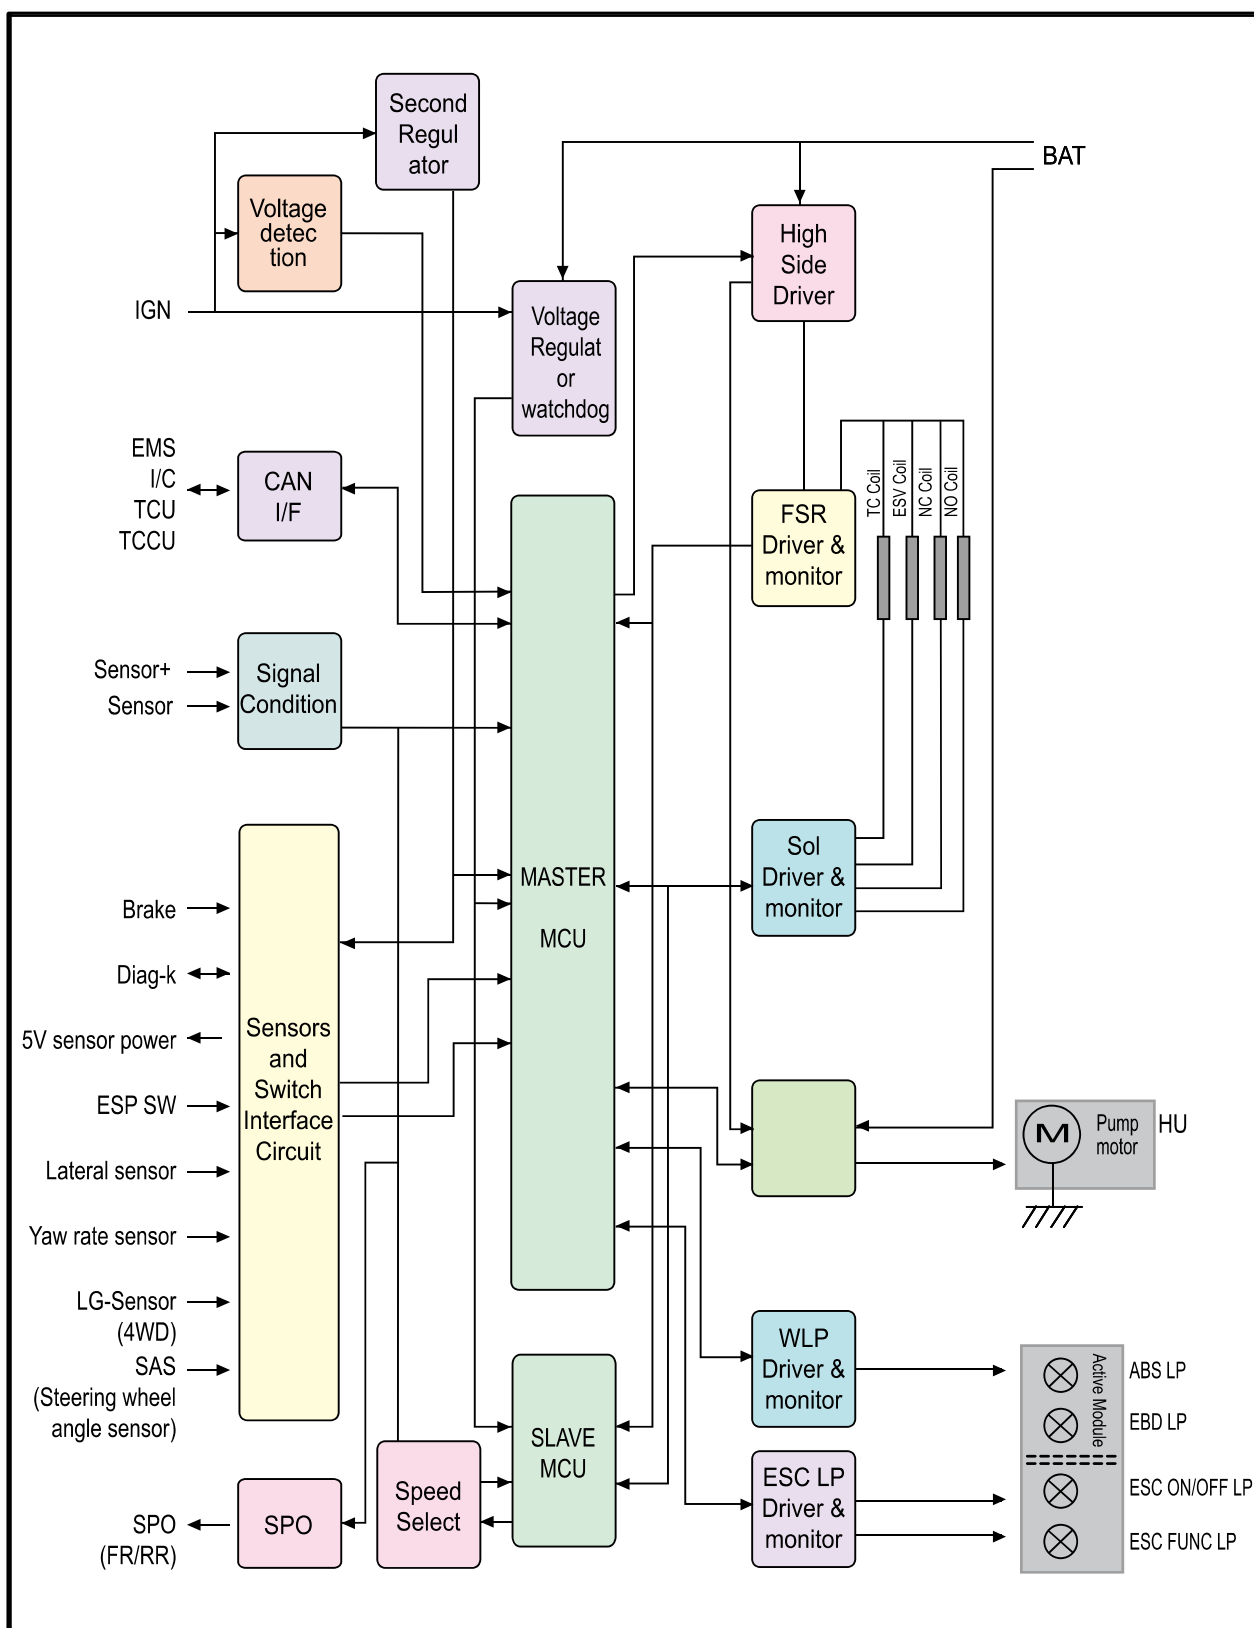 Second
Regul
ator
BAT
Voltage
detec
tion
High
Side
Driver
IGN
Voltage
Regulat
or
watchdog
EMS
I/C
TCU
TCCU
CAN
I/F
TC Coil
ESV Coil
NC Coil
NO Coil
FSR
Driver &
monitor
Sensor+
Sensor
Signal
Condition
MASTER
MCU
Sol
Driver &
monitor
Brake
Diag-k
5V sensor power
ESP SW
Lateral sensor
Yaw rate sensor
LG-Sensor
(4WD)
SAS
(Steering wheel
angle sensor)
Sensors
and
Switch
Interface
Circuit
M
Pump
motor
HU
WLP
Driver &
monitor
Active Module
ABS LP
EBD LP
ESC ON/OFF LP
ESC FUNC LP
SLAVE
MCU
ESC LP
Driver &
monitor
Speed
Select
SPO
SPO
(FR/RR)